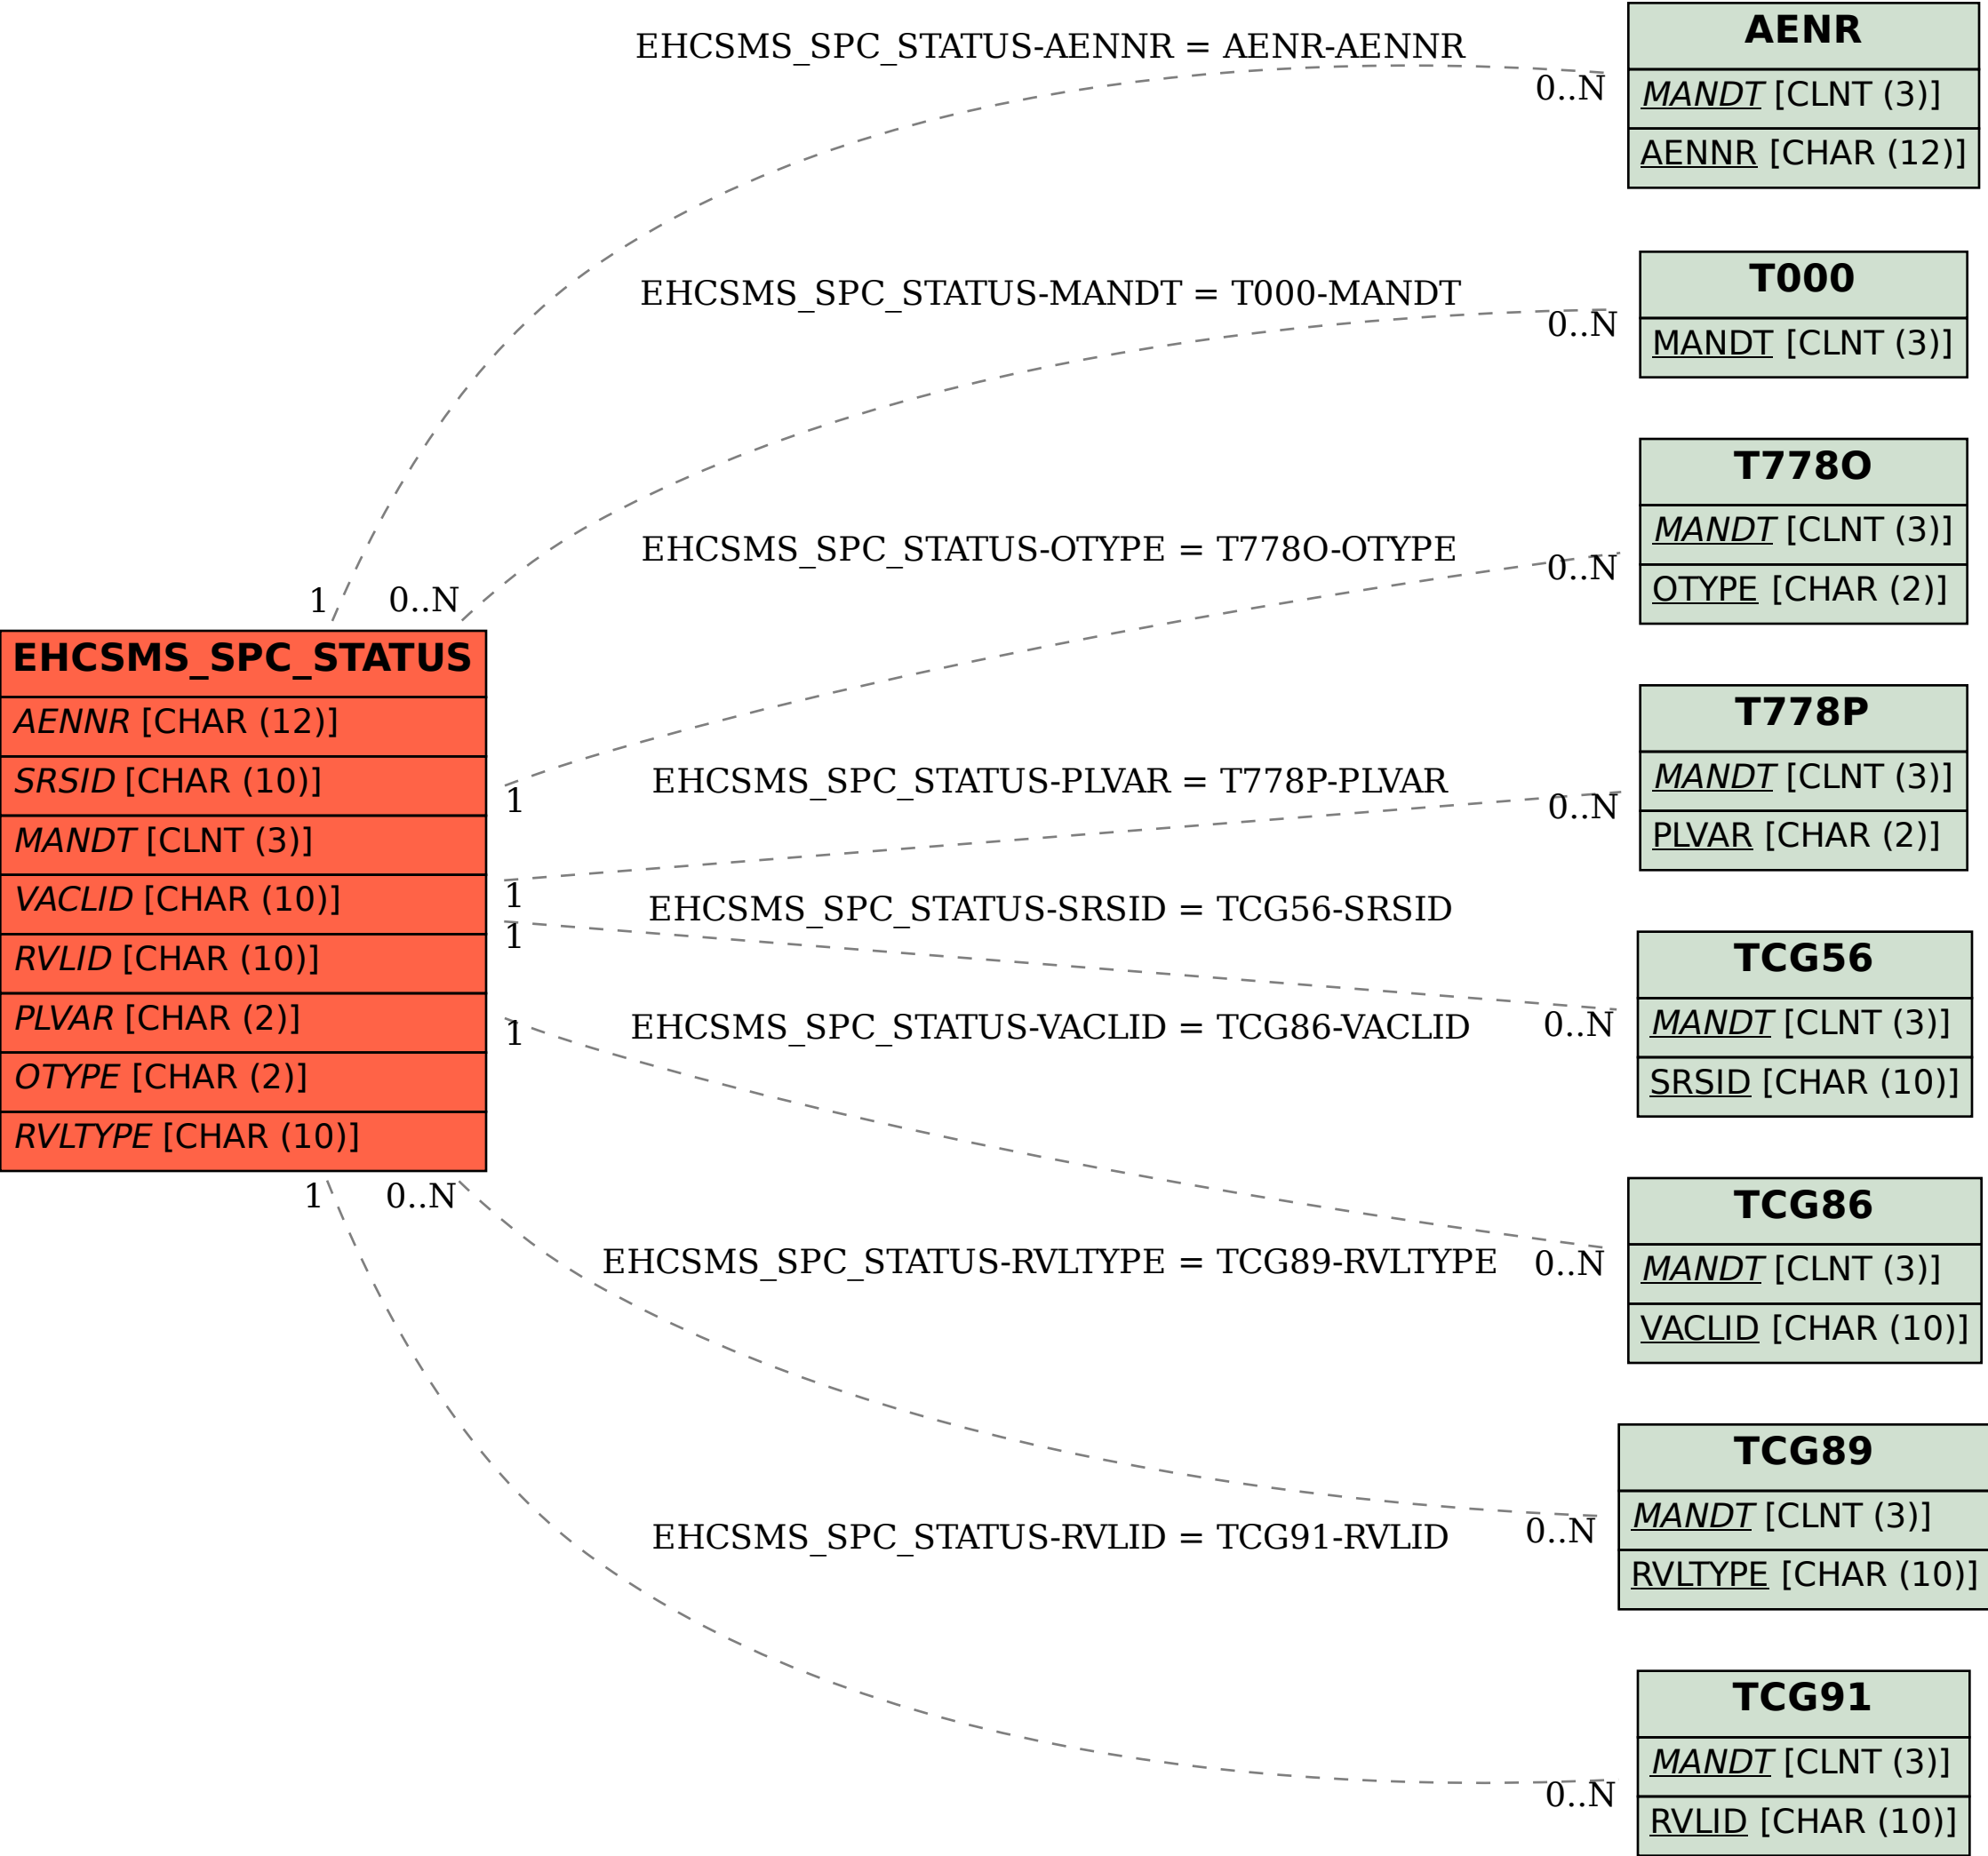 AENR
EHCSMS_SPC_STATUS-AENNR = AENR-AENNR
0..N
MANDT [CLNT (3)]
AENNR [CHAR (12)]
T000
EHCSMS_SPC_STATUS-MANDT = T000-MANDT
0..N
MANDT [CLNT (3)]
T778O
MANDT [CLNT (3)]
EHCSMS_SPC_STATUS-OTYPE = T778O-OTYPE
0..N
OTYPE [CHAR (2)]
1
0..N
EHCSMS_SPC_STATUS
AENNR [CHAR (12)]
SRSID [CHAR (10)]
MANDT [CLNT (3)]
VACLID [CHAR (10)]
RVLID [CHAR (10)]
PLVAR [CHAR (2)]
OTYPE [CHAR (2)]
RVLTYPE [CHAR (10)]
1
T778P
MANDT [CLNT (3)]
EHCSMS_SPC_STATUS-PLVAR = T778P-PLVAR
0..N
PLVAR [CHAR (2)]
1
EHCSMS_SPC_STATUS-SRSID = TCG56-SRSID
1
TCG56
MANDT [CLNT (3)]
0..N
SRSID [CHAR (10)]
EHCSMS_SPC_STATUS-VACLID = TCG86-VACLID
1
1
0..N
TCG86
MANDT [CLNT (3)]
0..N
VACLID [CHAR (10)]
EHCSMS_SPC_STATUS-RVLTYPE = TCG89-RVLTYPE
TCG89
MANDT [CLNT (3)]
0..N
RVLTYPE [CHAR (10)]
EHCSMS_SPC_STATUS-RVLID = TCG91-RVLID
TCG91
MANDT [CLNT (3)]
0..N
RVLID [CHAR (10)]